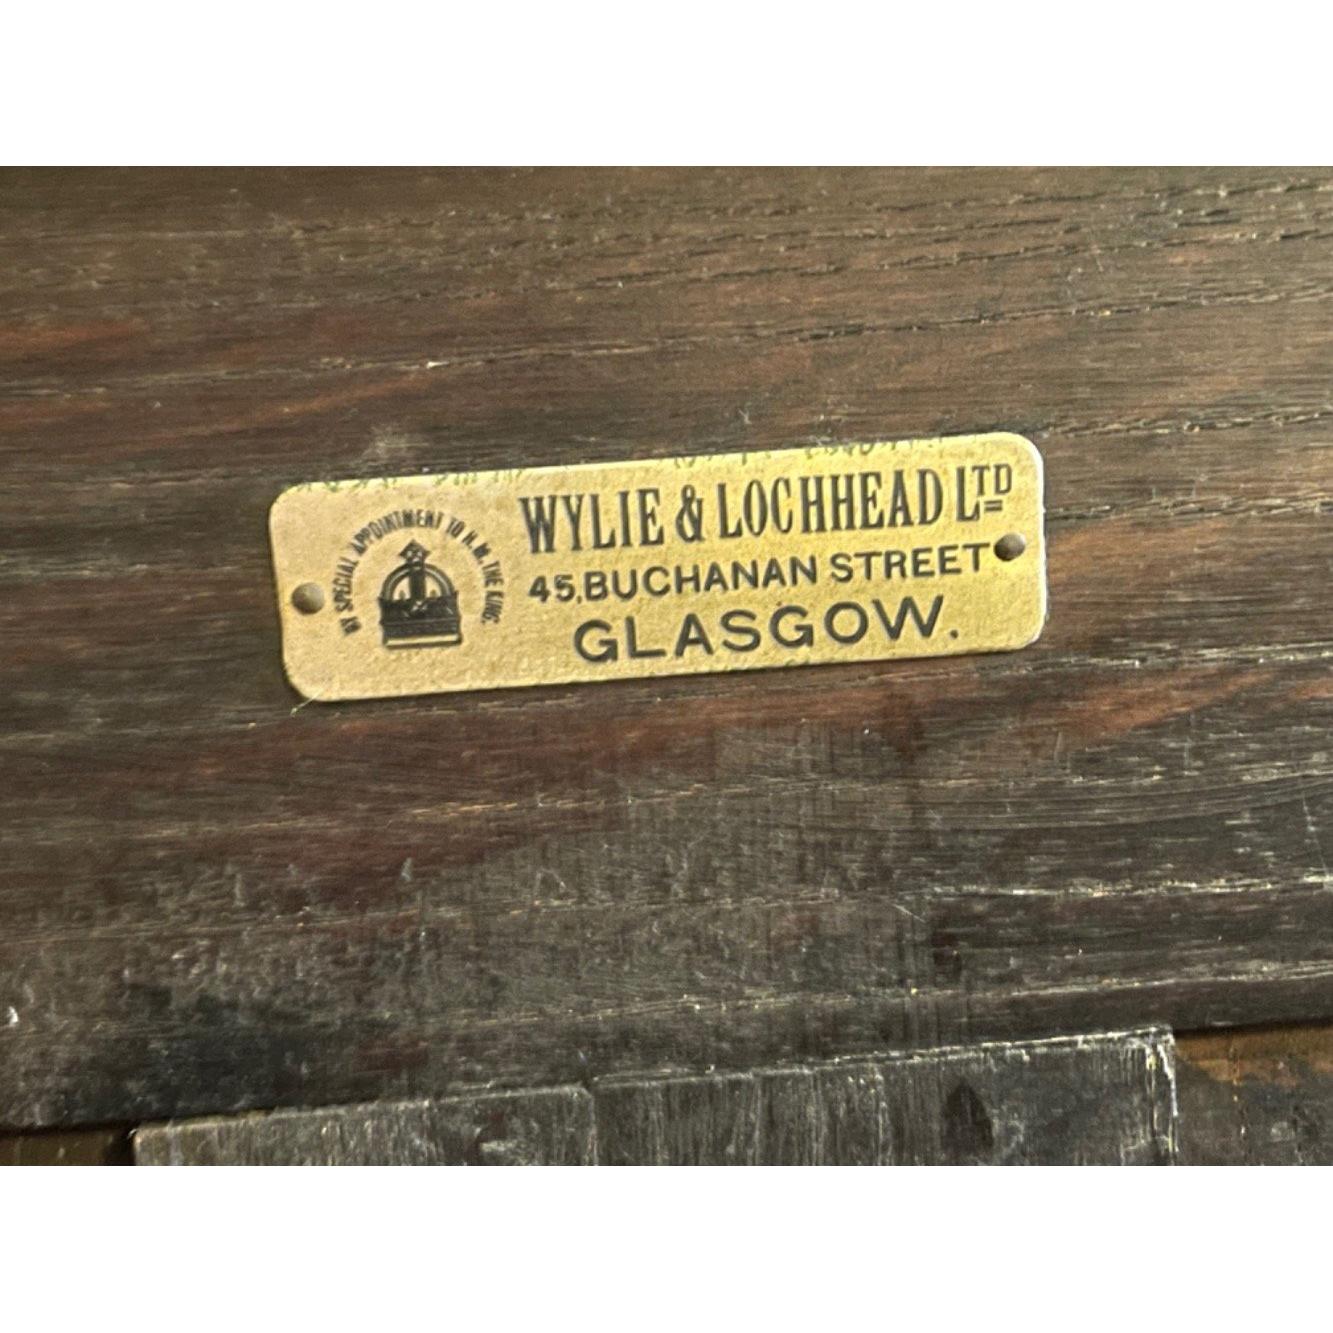 BY SPECIAL APPOINTMENT TO H.M. THE KING.
WYLIE & LOCHHEAD LTD
45, BUCHANAN STREET
GLASGOW.